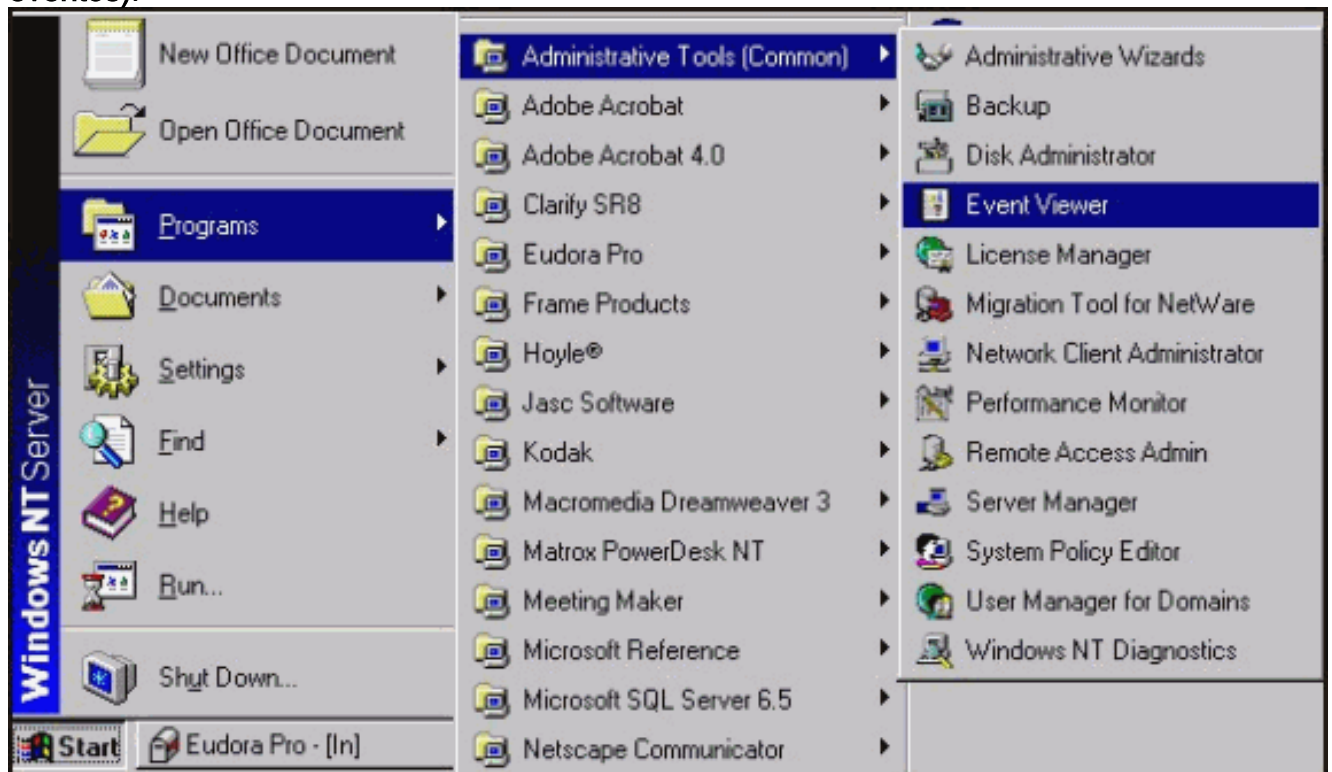 eventos).
New Office Document
Open Office Document
Programs
Documents
Settings
Find
Help
Run...
Shut Down...
Windows NT Server
Start
Eudora Pro - [In]
Administrative Tools (Common)
Adobe Acrobat
Adobe Acrobat 4.0
Clarify SR8
Eudora Pro
Frame Products
Hoyle®
Jasc Software
Kodak
Macromedia Dreamweaver 3
Matrox PowerDesk NT
Meeting Maker
Microsoft Reference
Microsoft SQL Server 6.5
Netscape Communicator
Administrative Wizards
Backup
Disk Administrator
Event Viewer
License Manager
Migration Tool for NetWare
Network Client Administrator
Performance Monitor
Remote Access Admin
Server Manager
System Policy Editor
User Manager for Domains
Windows NT Diagnostics